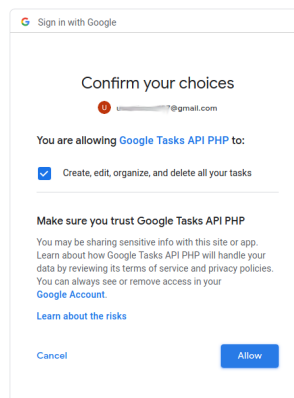 Sign in with Google
Confirm your choices
U
@gmail.com
You are allowing Google Tasks API PHP to:
Create, edit, organize, and delete all your tasks
Make sure you trust Google Tasks API PHP
You may be sharing sensitive info with this site or app.
Learn about how Google Tasks API PHP will handle your
data by reviewing its terms of service and privacy policies.
You can always see or remove access in your
Google Account.
Learn about the risks
Cancel
Allow